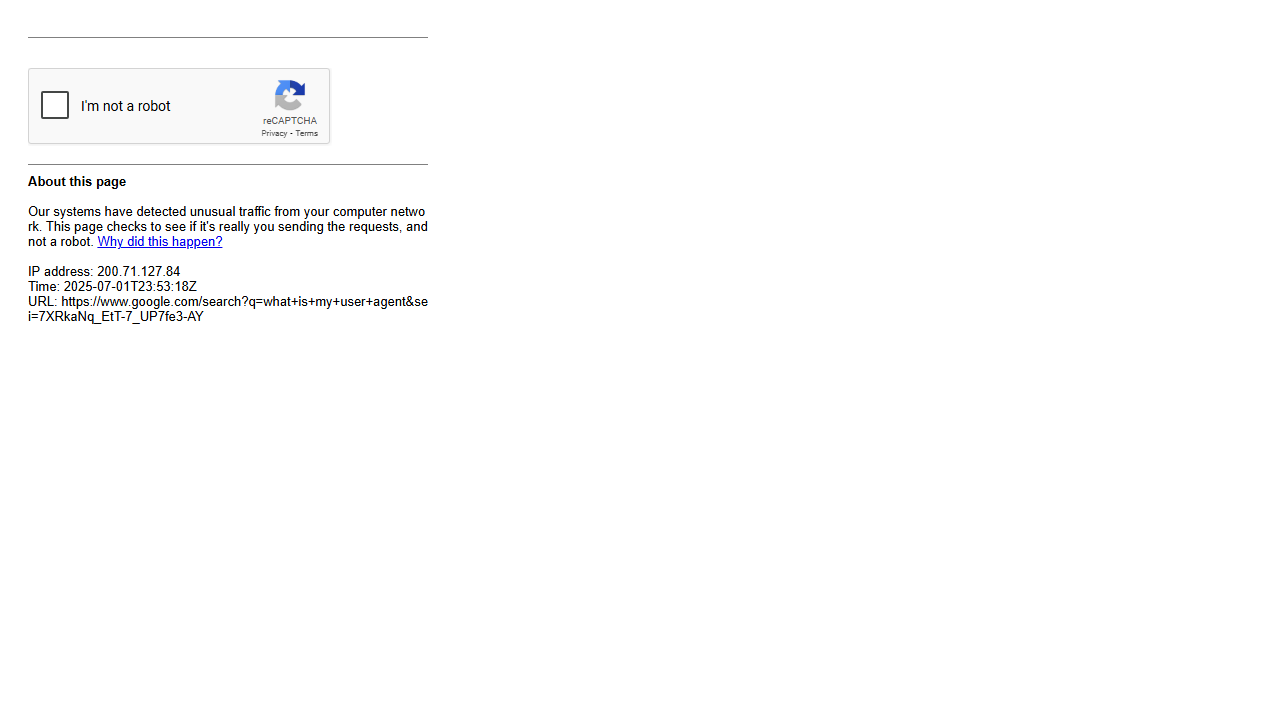 I'm not a robot
reCAPTCHA
Privacy - Terms
About this page
Our systems have detected unusual traffic from your computer netwo
rk. This page checks to see if it's really you sending the requests, and
not a robot. Why did this happen?
IP address: 200.71.127.84
Time: 2025-07-01T23:53:18Z
URL: https://www.google.com/search?q=what+is+my+user+agent&se
i=7XRkaNq_EtT-7_UP7fe3-AY